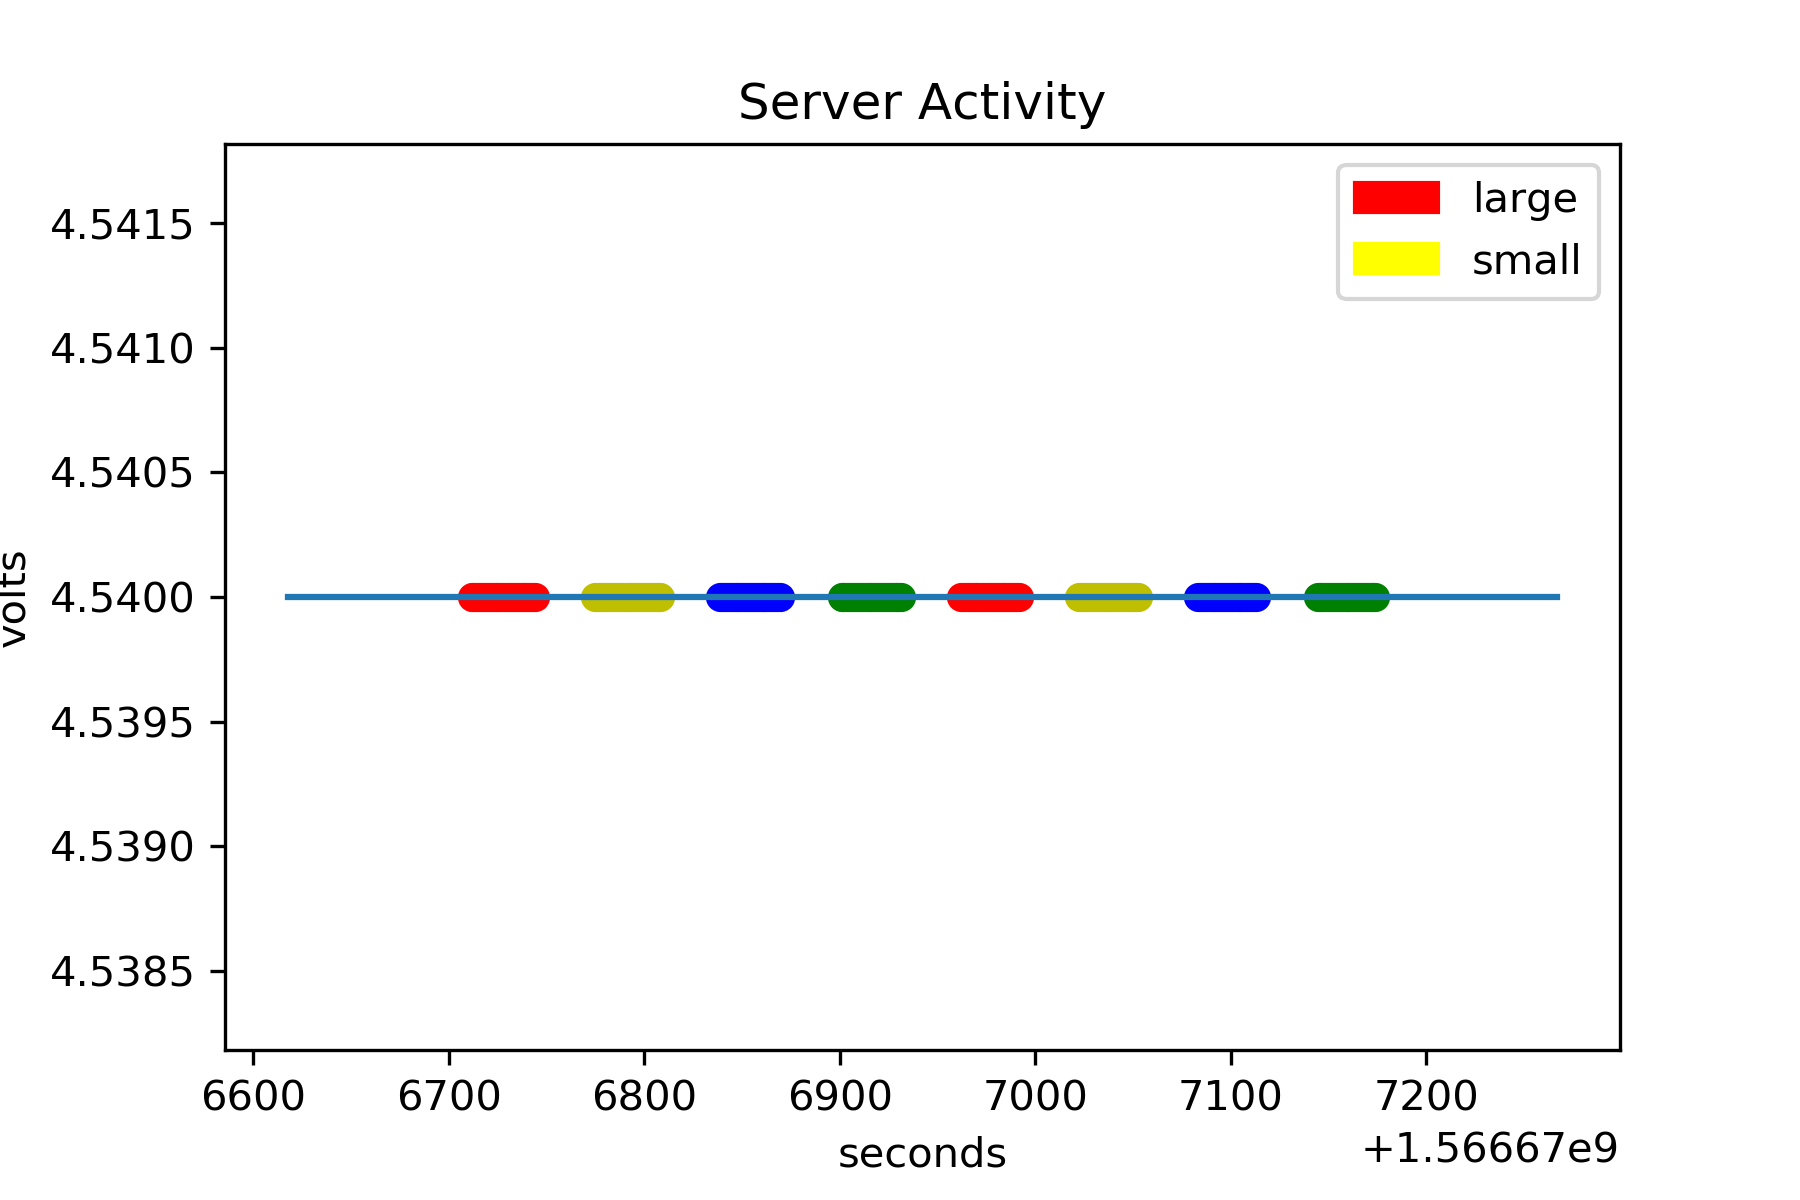 Server Activity
large
small
4.5415
4.5410
4.5405
4.5400
4.5395
4.5390
4.5385
volts
6600 6700 6800 6900 7000 7100 7200
seconds
+1.56667e9